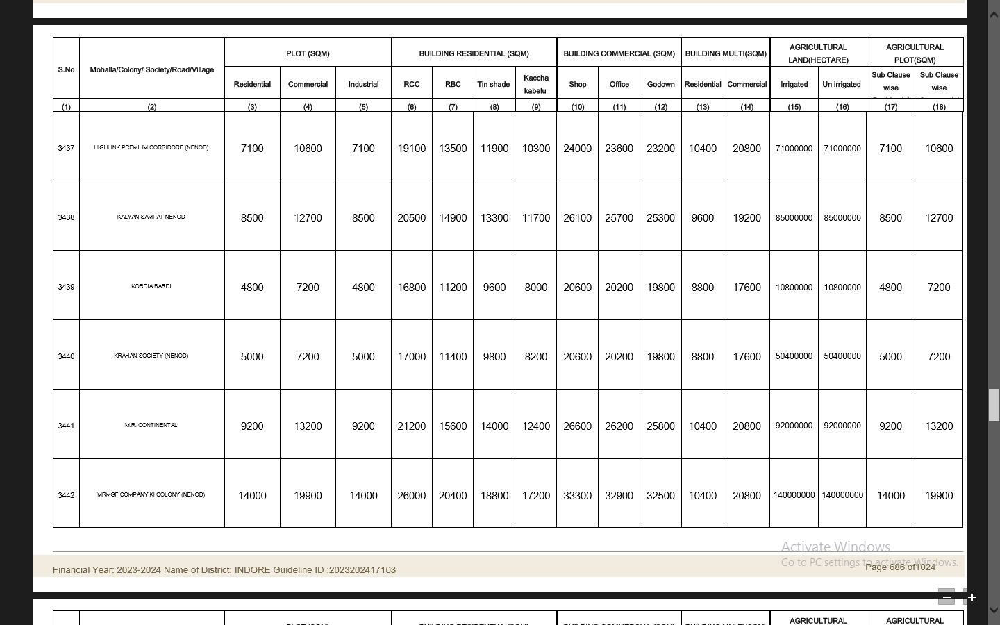 S.No Mohalla/Colony/ Society/Road/Village PLOT (SQM) BUILDING RESIDENTIAL (SQM) BUILDING COMMERCIAL (SQM) BUILDING MULTI(SQM) AGRICULTURAL LAND(HECTARE) AGRICULTURAL PLOT(SQM)
Residential Commercial Industrial RCC RBC Tin shade Kaccha kabelu Shop Office Godown Residential Commercial Irrigated Un irrigated Sub Clause wise Sub Clause wise
(1) (2) (3) (4) (5) (6) (7) (8) (9) (10) (11) (12) (13) (14) (15) (16) (17) (18)
3437 HIGHLINK PREMIUM CORRIDORE (NENOD) 7100 10600 7100 19100 13500 11900 10300 24000 23600 23200 10400 20800 71000000 71000000 7100 10600
3438 KALYAN SAMPAT NENOD 8500 12700 8500 20500 14900 13300 11700 26100 25700 25300 9600 19200 85000000 85000000 8500 12700
3439 KORDIA BARDI 4800 7200 4800 16800 11200 9600 8000 20600 20200 19800 8800 17600 10800000 10800000 4800 7200
3440 KRAHAN SOCIETY (NENOD) 5000 7200 5000 17000 11400 9800 8200 20600 20200 19800 8800 17600 50400000 50400000 5000 7200
3441 M.R. CONTINENTAL 9200 13200 9200 21200 15600 14000 12400 26600 26200 25800 10400 20800 92000000 92000000 9200 13200
3442 MRMGF COMPANY KI COLONY (NENOD) 14000 19900 14000 26000 20400 18800 17200 33300 32900 32500 10400 20800 140000000 140000000 14000 19900
Activate Windows
Go to PC settings to activate Windows.
Financial Year: 2023-2024 Name of District: INDORE Guideline ID :2023202417103 Page 686 of1024
AGRICULTURAL AGRICULTURAL